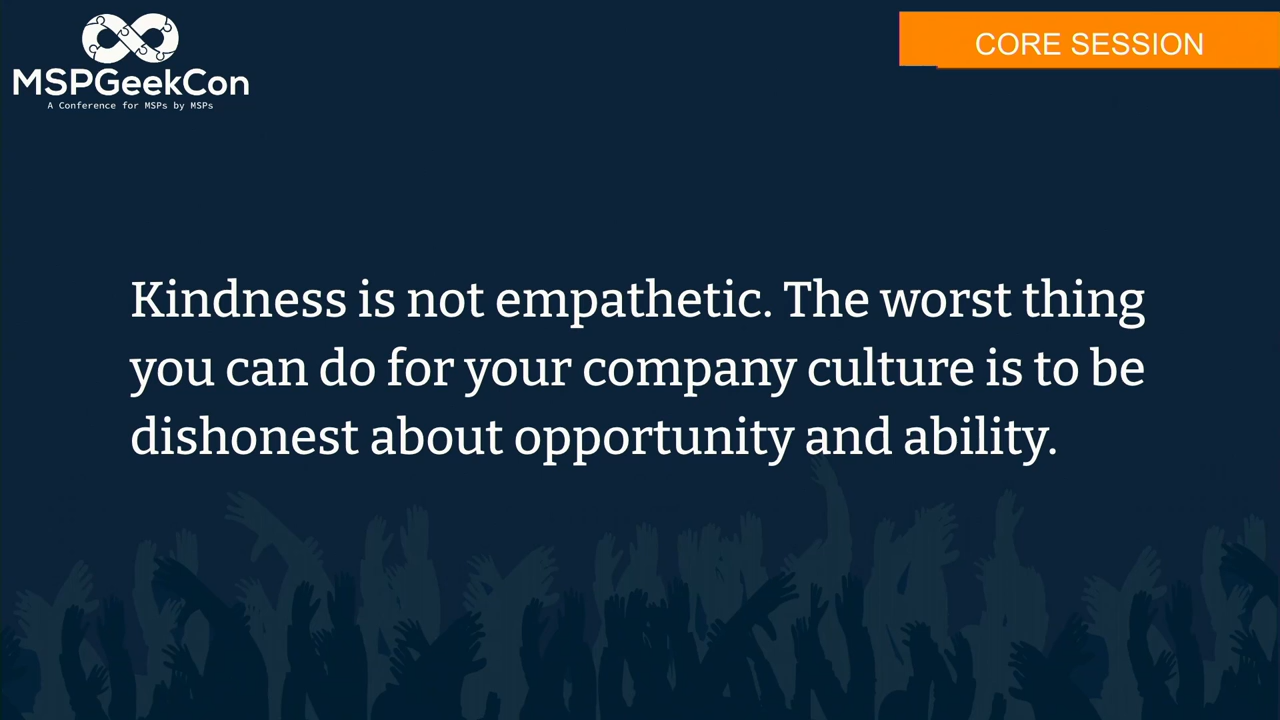 MSPGeekCon
A Conference for MSPs by MSPs
CORE SESSION
Kindness is not empathetic. The worst thing
you can do for your company culture is to be
dishonest about opportunity and ability.